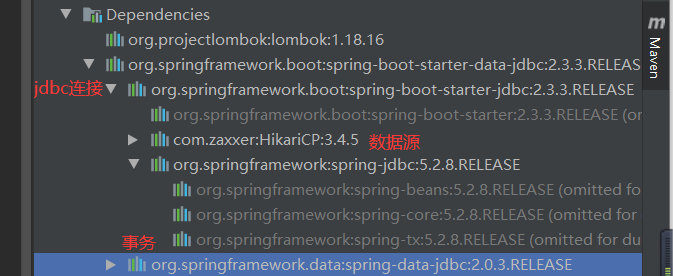 Dependencies
org.projectlombok:lombok:1.18.16
org.springframework.boot:spring-boot-starter-data-jdbc:2.3.3.RELEAS
jdbc连接 org.springframework.boot:spring-boot-starter-jdbc:2.3.3.RELEASE
org.springframework.boot:spring-boot-starter:2.3.3.RELEASE (or
com.zaxxer:HikariCP:3.4.5 数据源
org.springframework:spring-jdbc:5.2.8.RELEASE
org.springframework:spring-beans:5.2.8.RELEASE (omitted fo
org.springframework:spring-core:5.2.8.RELEASE (omitted for
事务 org.springframework:spring-tx:5.2.8.RELEASE (omitted for du
org.springframework.data:spring-data-jdbc:2.0.3.RELEASE
m
Maven